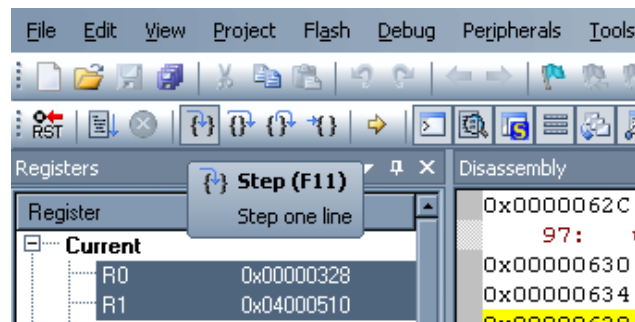 File Edit View Project Flash Debug Peripherals Tools
RST
Registers
Disassembly
Step (F11)
Step one line
Register
Current
R0 0x00000328
R1 0x04000510
0x0000062C
97:
0x00000630
0x00000634